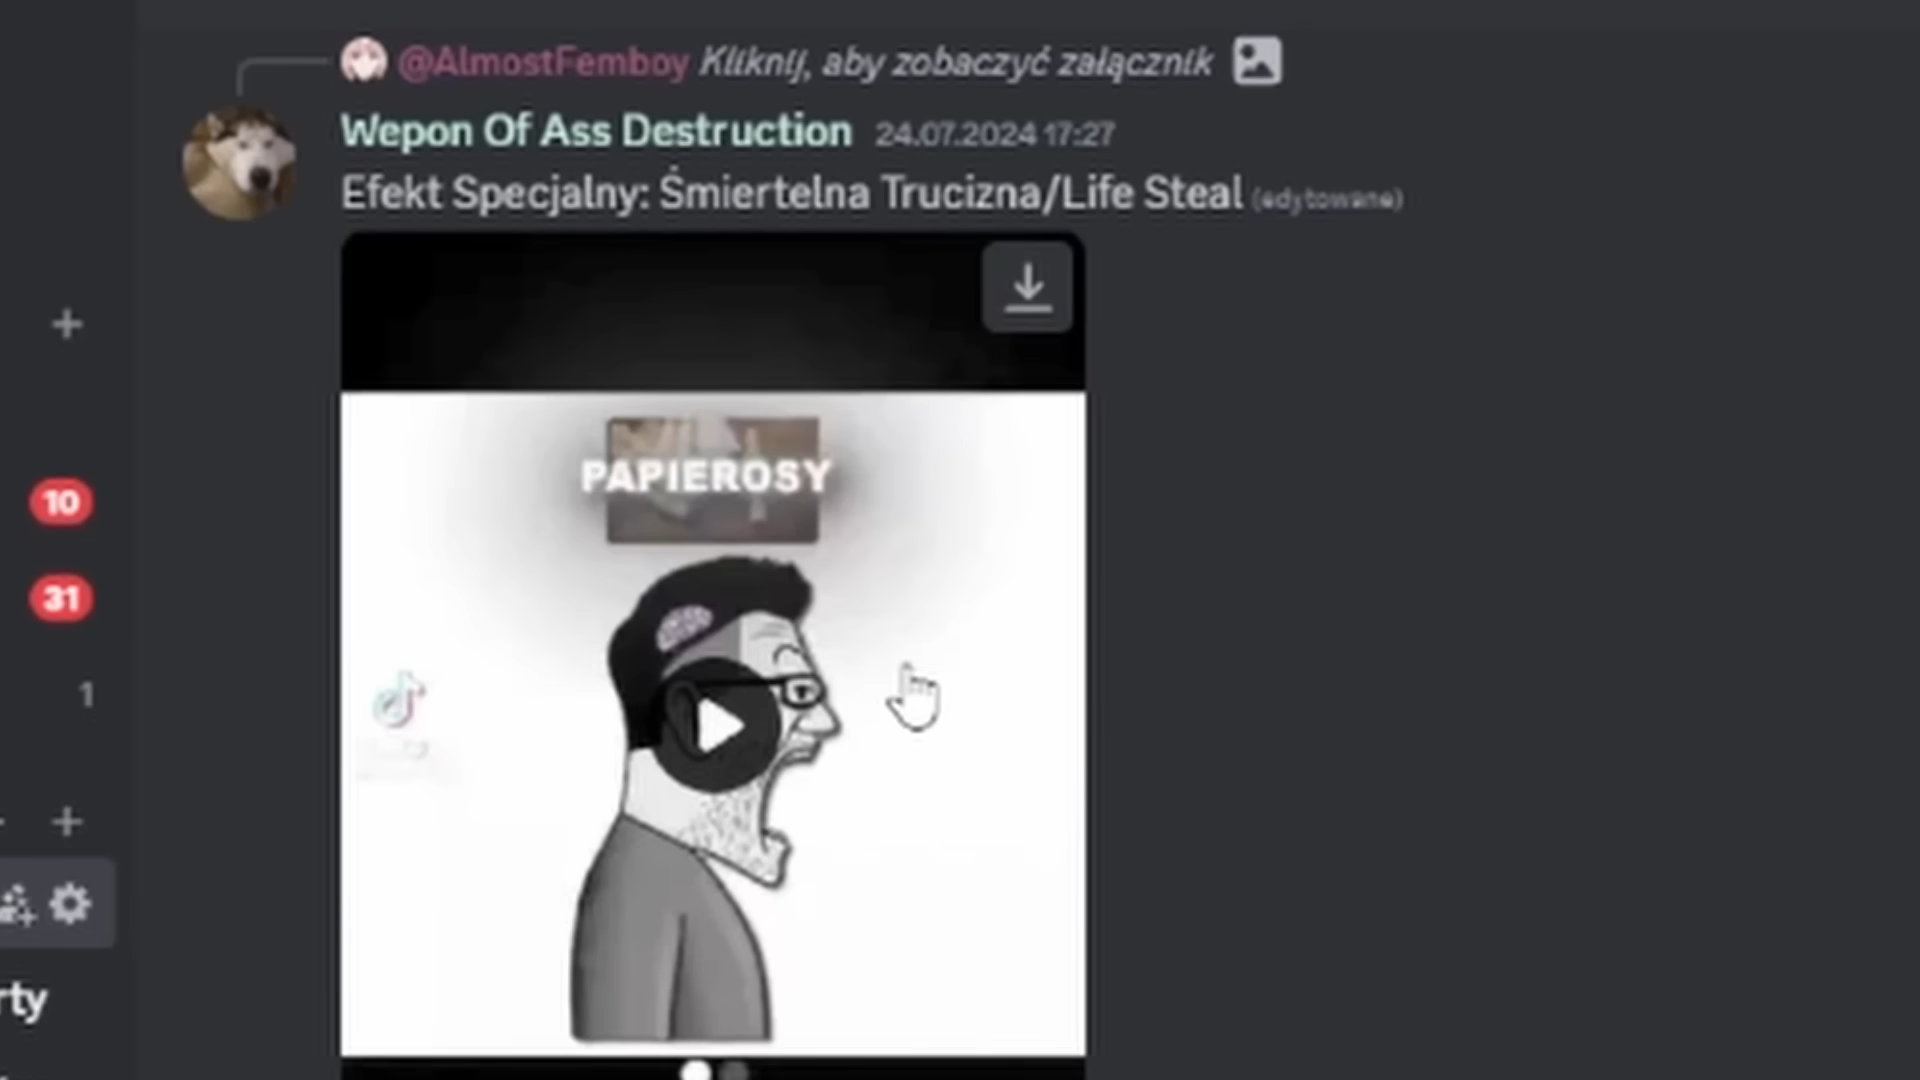 @AlmostFemboy Kliknij, aby zobaczyć załącznik
Wepon Of Ass Destruction 24.07.2024 17:27
Efekt Specjalny: Śmiertelna Trucizna/Life Steal (edytowane)
PAPIEROSY
10
31
1
rty